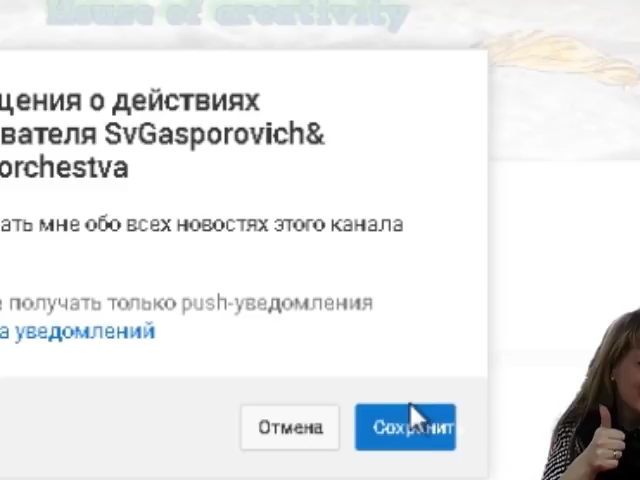 House of creativity
щения о действиях
вателя SvGasporovich&
orchestva
ать мне обо всех новостях этого канала
е получать только push-уведомления
а уведомлений
Отмена
Сохранить